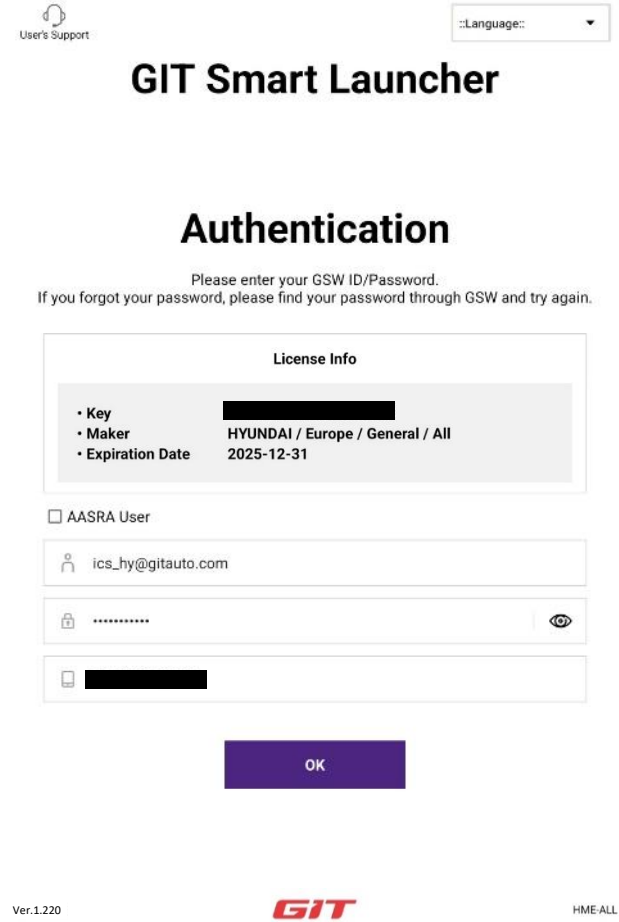 User's Support
::Language::
GIT Smart Launcher
Authentication
Please enter your GSW ID/Password.
If you forgot your password, please find your password through GSW and try again.
License Info
• Key
• Maker HYUNDAI / Europe / General / All
• Expiration Date 2025-12-31
AASRA User
ics_hy@gitauto.com
•••••••••••
OK
Ver.1.220
GIT
HME-ALL